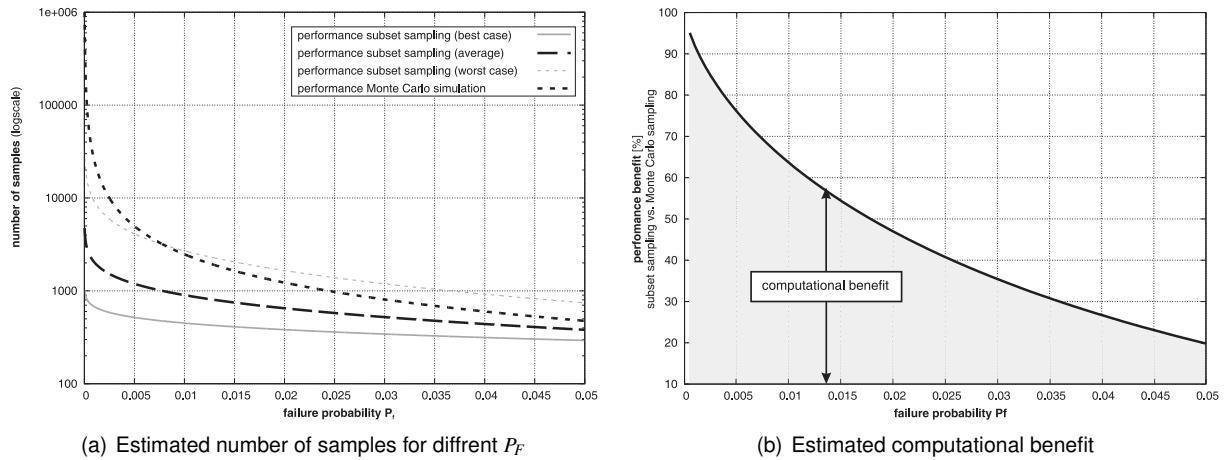 1e+006
100000
10000
1000
100
number of samples (logscale)
performance subset sampling (best case)
performance subset sampling (average)
performance subset sampling (worst case)
performance Monte Carlo simulation
0 0.005 0.01 0.015 0.02 0.025 0.03 0.035 0.04 0.045 0.05
failure probability Pf
(a) Estimated number of samples for diffrent PF
100
90
80
70
60
50
40
30
20
10
perfomance benefit [%]
subset sampling vs. Monte Carlo sampling
computational benefit
0 0.005 0.01 0.015 0.02 0.025 0.03 0.035 0.04 0.045 0.05
failure probability Pf
(b) Estimated computational benefit